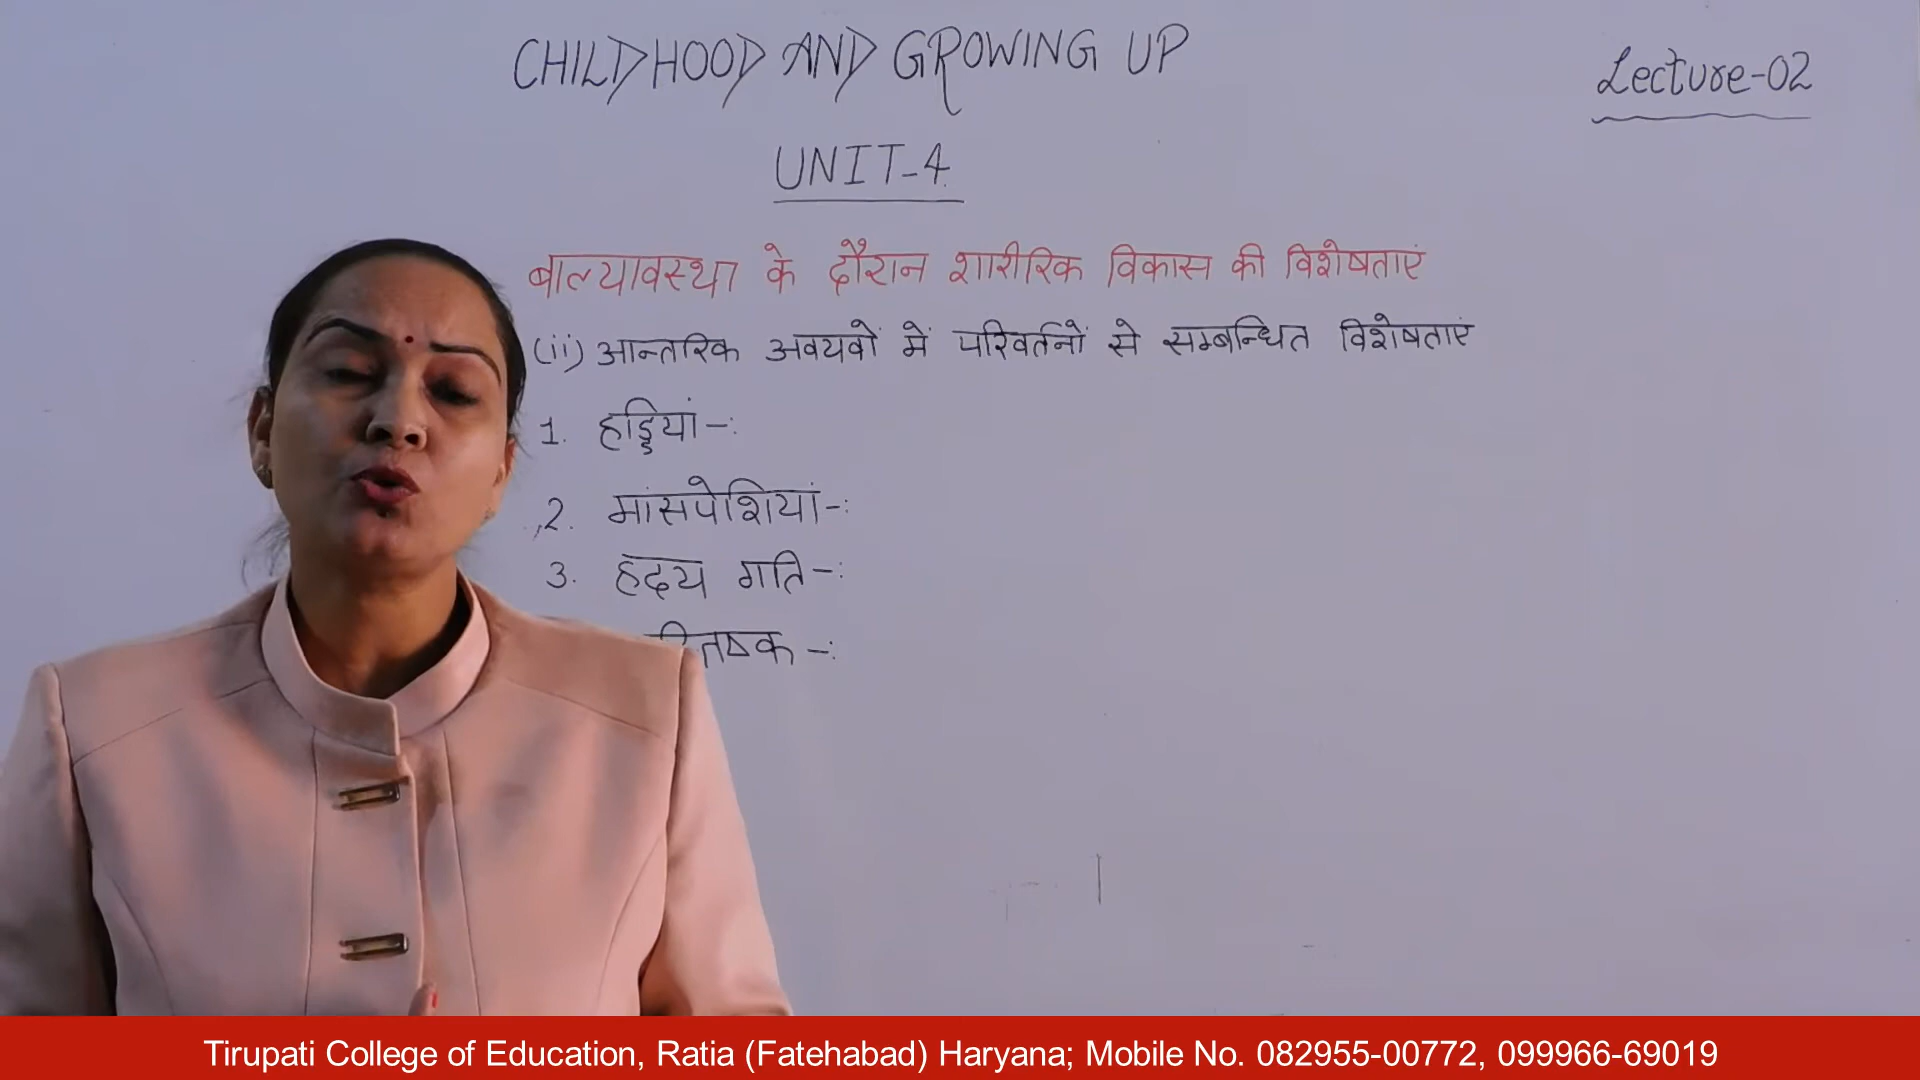 CHILDHOOD AND GROWING UP
Lecture-02
UNIT-4
बाल्यावस्था के दौरान शारीरिक विकास की विशेषताएं
(ii) आन्तरिक अवयवों में परिवर्तनों से सम्बन्धित विशेषताएं
1. हड्डियां-:
2. मांसपेशियां-:
3. हृदय गति-:
Tirupati College of Education, Ratia (Fatehabad) Haryana; Mobile No. 082955-00772, 099966-69019